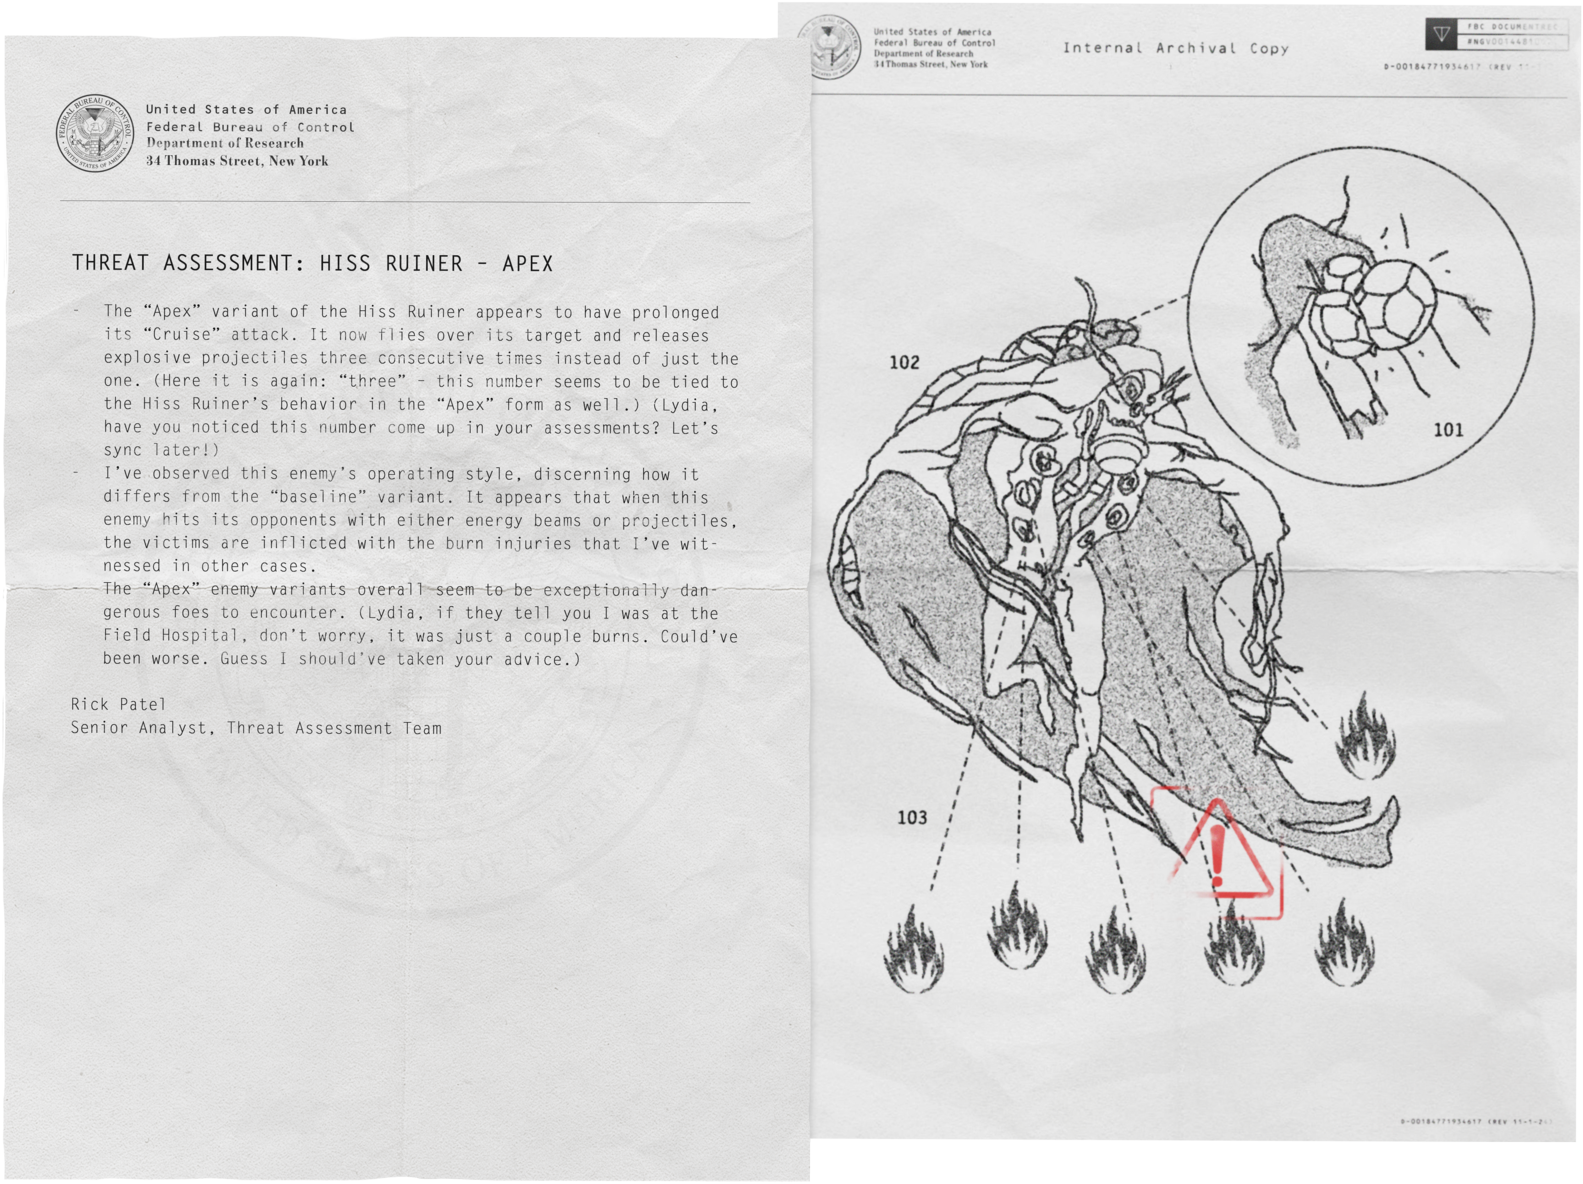 United States of America
Federal Bureau of Control
Department of Research
34 Thomas Street, New York
THREAT ASSESSMENT: HISS RUINER - APEX
- The “Apex” variant of the Hiss Ruiner appears to have prolonged
its “Cruise” attack. It now flies over its target and releases
explosive projectiles three consecutive times instead of just the
one. (Here it is again: “three” - this number seems to be tied to
the Hiss Ruiner's behavior in the “Apex” form as well.) (Lydia,
have you noticed this number come up in your assessments? Let's
sync later!)
- I've observed this enemy's operating style, discerning how it
differs from the “baseline” variant. It appears that when this
enemy hits its opponents with either energy beams or projectiles,
the victims are inflicted with the burn injuries that I've wit-
nessed in other cases.
- The “Apex” enemy variants overall seem to be exceptionally dan-
gerous foes to encounter. (Lydia, if they tell you I was at the
Field Hospital, don't worry, it was just a couple burns. Could've
been worse. Guess I should've taken your advice.)
Rick Patel
Senior Analyst, Threat Assessment Team
United States of America
Federal Bureau of Control
Department of Research
34 Thomas Street, New York
Internal Archival Copy
FBC
D-00184771934617 (REV 11-
101
102
103
D-00184771934617 (REV 11-1-2